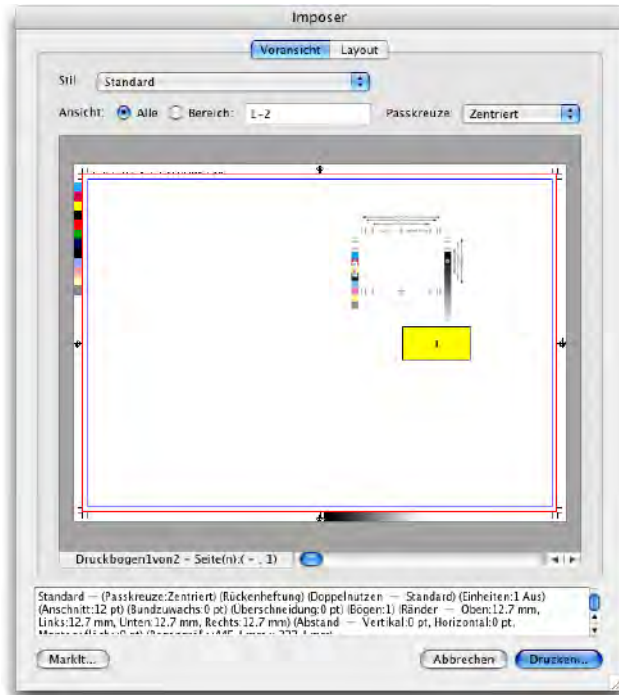 Imposer
Voransicht Layout
Stil: Standard
Ansicht: Alle Bereich: 1-2 Passkreuze: Zentriert
1
Druckbogen1von2 - Seite(n):( - , 1)
Standard — (Passkreuze:Zentriert) (Rückenheftung) (Doppelnutzen — Standard) (Einheiten:1 Aus)
(Anschnitt:12 pt) (Bundzuwachs:0 pt) (Überschneidung:0 pt) (Bögen:1) (Ränder — Oben:12.7 mm,
Links:12.7 mm, Unten:12.7 mm, Rechts:12.7 mm) (Abstand — Vertikal:0 pt, Horizontal:0 pt,
MarkIt... Abbrechen Drucken...